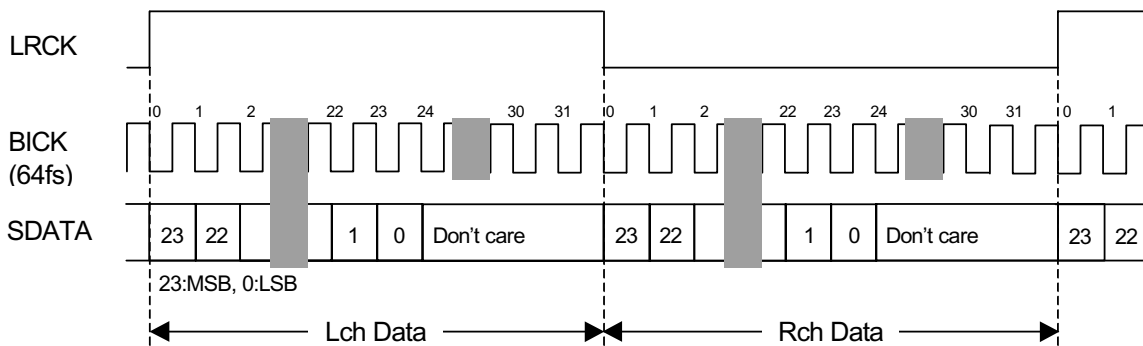 LRCK
0 1 2 22 23 24 30 31 0 1 2 22 23 24 30 31 0 1
BICK
(64fs)
SDATA 23 22 1 0 Don't care 23 22 1 0 Don't care 23 22
23:MSB, 0:LSB
Lch Data Rch Data